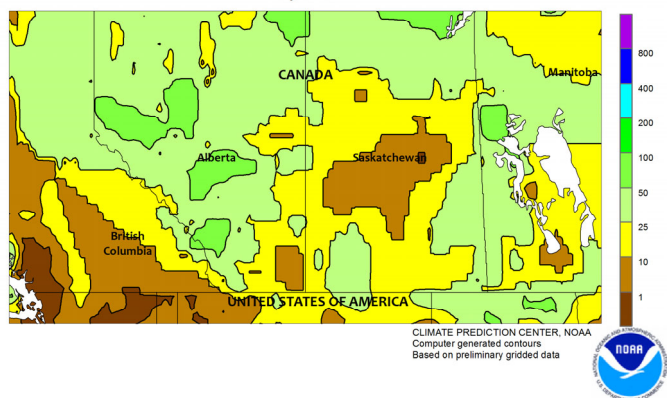 CANADA
Manitoba
Alberta
Saskatchewan
British
Columbia
UNITED STATES OF AMERICA
800
400
200
100
50
25
10
1
CLIMATE PREDICTION CENTER, NOAA
Computer generated contours
Based on preliminary gridded data
NOAA